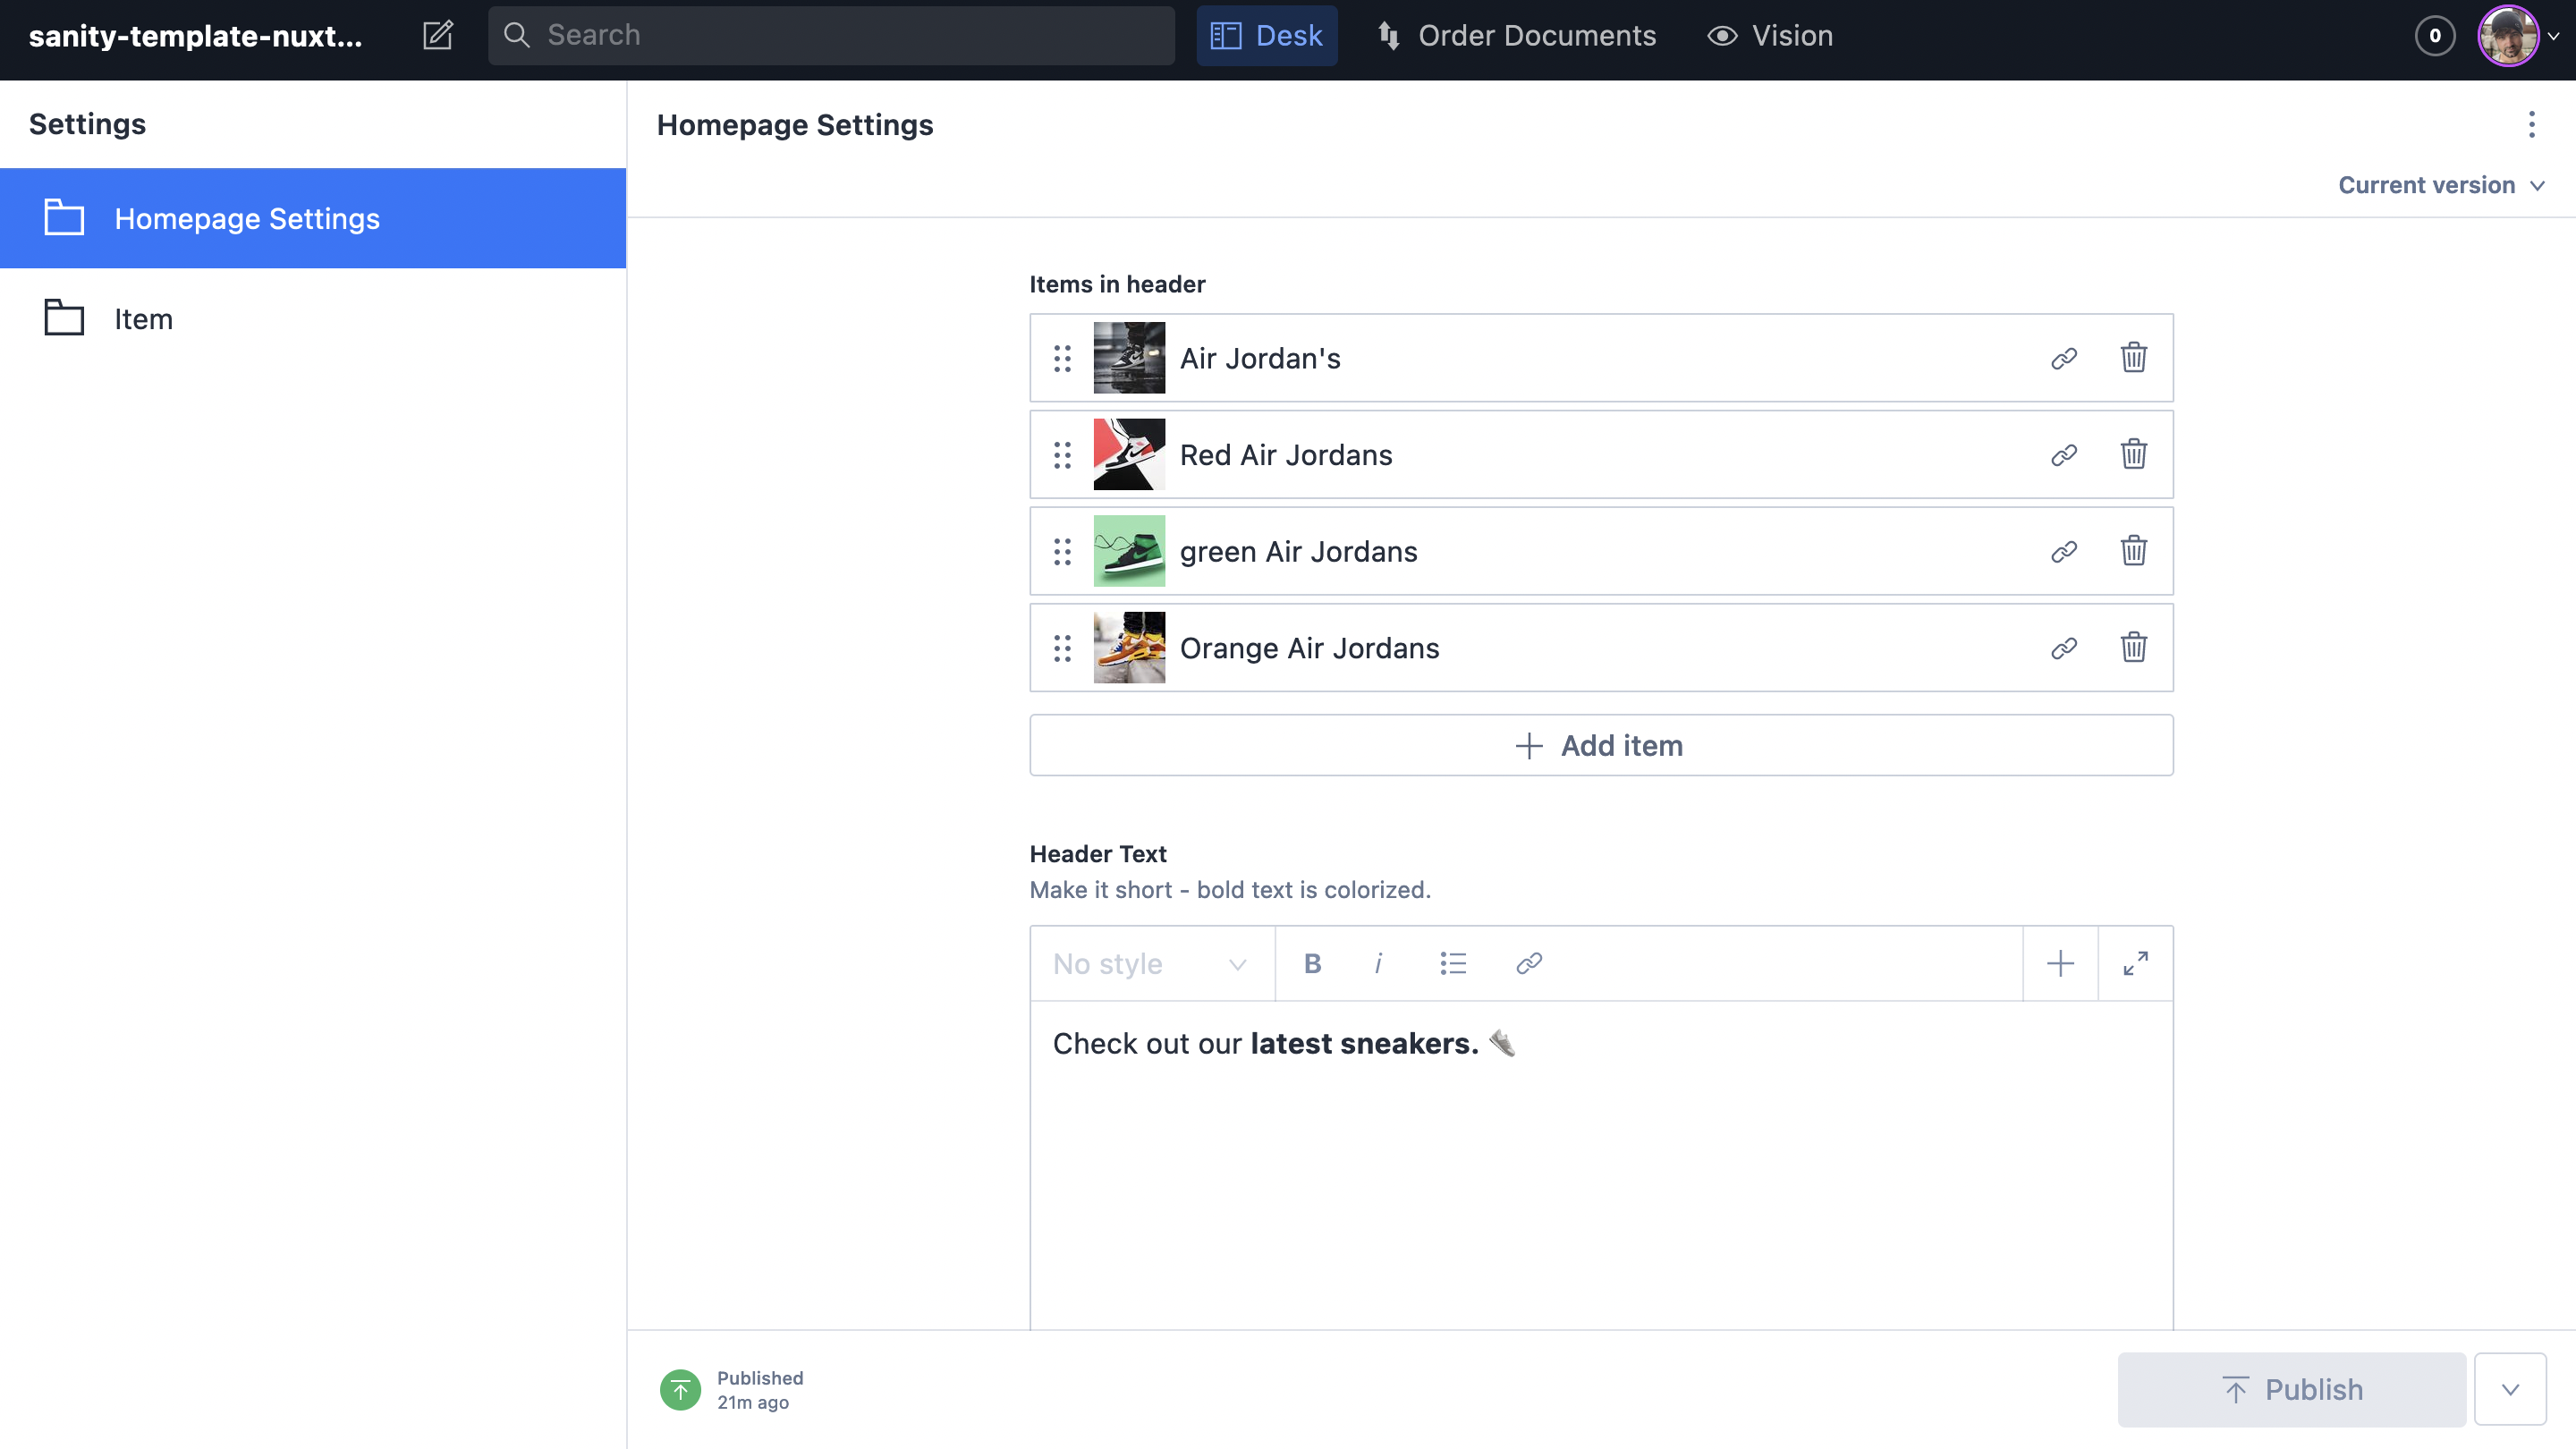 sanity-template-nuxt...
Search
Desk
Order Documents
Vision
0
Settings
Homepage Settings
Item
Homepage Settings
Current version
Items in header
Air Jordan's
Red Air Jordans
green Air Jordans
Orange Air Jordans
Add item
Header Text
Make it short - bold text is colorized.
No style
B
i
Check out our latest sneakers. 👟
Published
21m ago
Publish